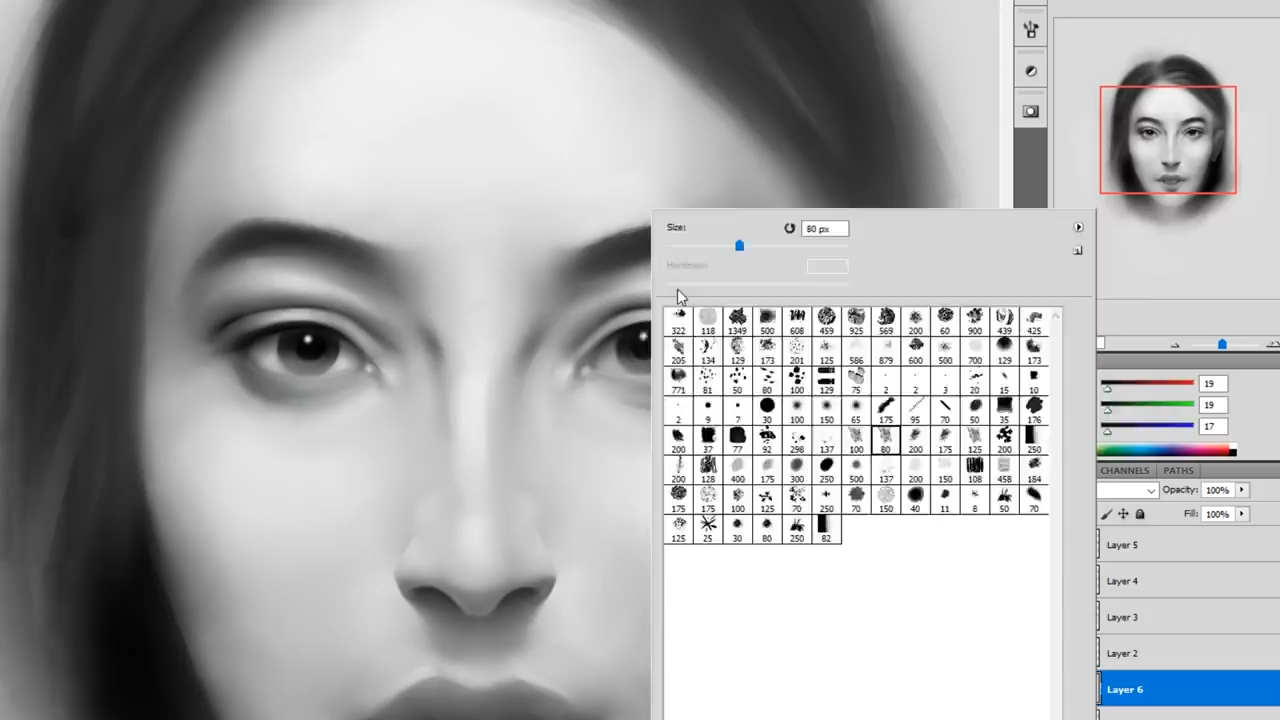 Size:
80 px
Hardness:
322 118 1349 500 608 459 925 569 200 60 900 439 425
205 134 129 173 201 125 586 879 600 500 700 129 173
771 81 50 80 100 129 75 2 2 3 20 15 10
2 9 7 30 100 150 65 175 95 70 50 35 176
200 37 77 92 298 137 100 80 200 175 125 200 250
200 128 400 175 300 250 500 137 200 150 108 458 184
175 175 100 125 70 250 70 150 40 11 8 50 70
125 25 30 80 250 82
19
19
17
CHANNELS PATHS
Opacity: 100%
Fill: 100%
Layer 5
Layer 4
Layer 3
Layer 2
Layer 6